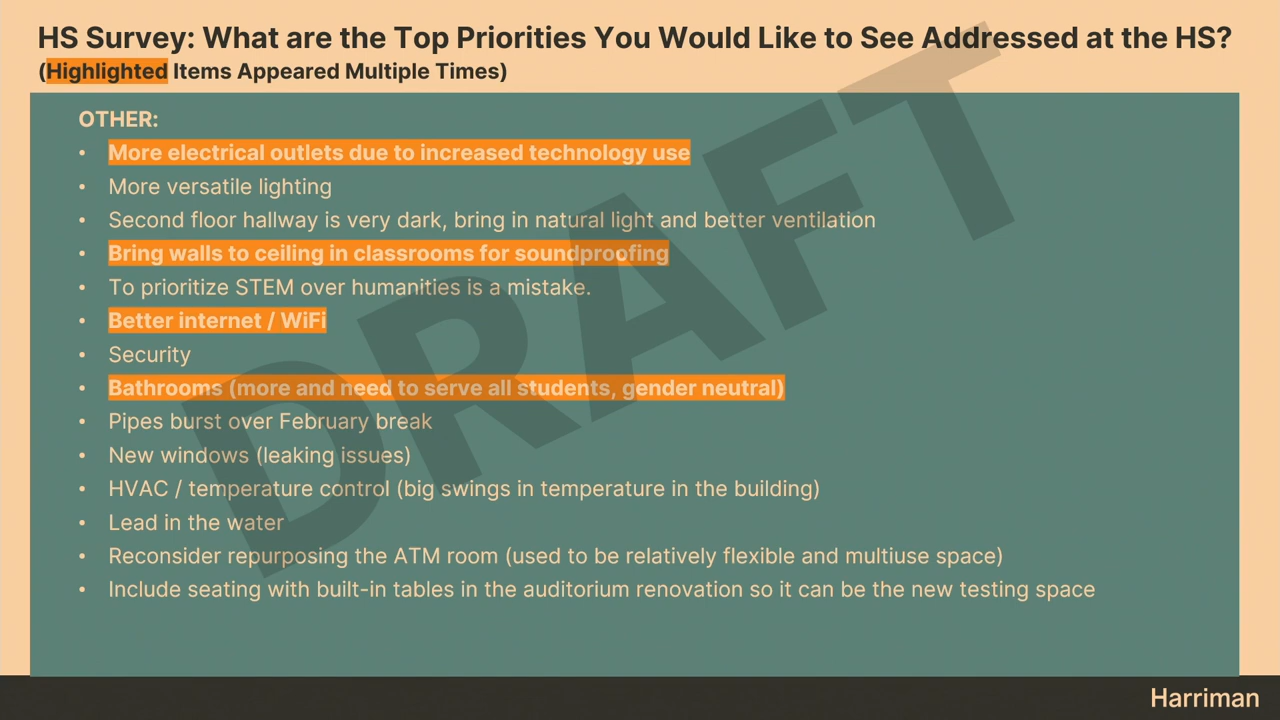 HS Survey: What are the Top Priorities You Would Like to See Addressed at the HS?
(Highlighted Items Appeared Multiple Times)
OTHER:
• More electrical outlets due to increased technology use
• More versatile lighting
• Second floor hallway is very dark, bring in natural light and better ventilation
• Bring walls to ceiling in classrooms for soundproofing
• To prioritize STEM over humanities is a mistake.
• Better internet / WiFi
• Security
• Bathrooms (more and need to serve all students, gender neutral)
• Pipes burst over February break
• New windows (leaking issues)
• HVAC / temperature control (big swings in temperature in the building)
• Lead in the water
• Reconsider repurposing the ATM room (used to be relatively flexible and multiuse space)
• Include seating with built-in tables in the auditorium renovation so it can be the new testing space
DRAFT
Harriman